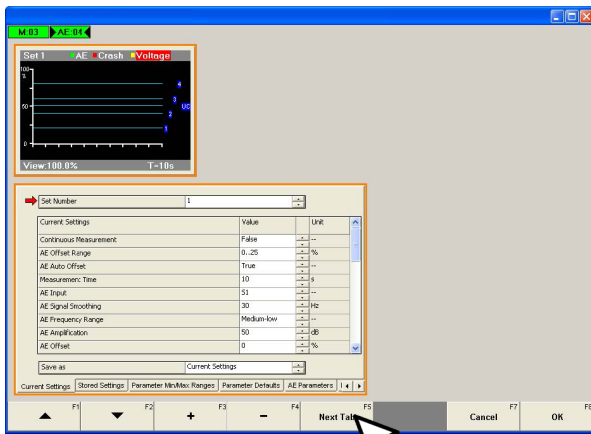 M:03 AE:04
Set 1 AE Crash Voltage
100
%
4
3
50
UC
2
1
0
View:100.0% T=10s
Set Number 1
Current Settings Value Unit
Continuous Measurement False --
AE Offset Range 0..25 %
AE Auto Offset True --
Measurement Time 10 s
AE Input S1 --
AE Signal Smoothing 30 Hz
AE Frequency Range Medium-low --
AE Amplification 50 dB
AE Offset 0 %
Save as Current Settings
Current Settings Stored Settings Parameter Min/Max Ranges Parameter Defaults AE Parameters
F1 F2 F3 F4 F5 F7 F8
+ - Next Tab Cancel OK